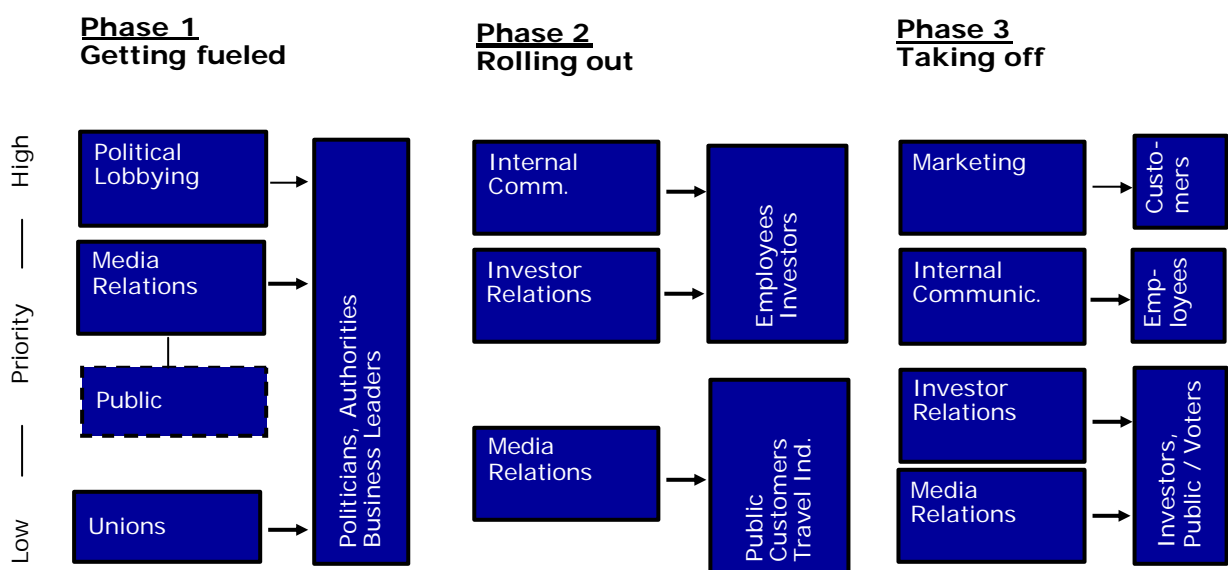 Phase 1
Getting fueled
Phase 2
Rolling out
Phase 3
Taking off
High
Priority
Low
Political
Lobbying
Media
Relations
Public
Unions
Politicians, Authorities
Business Leaders
Internal
Comm.
Investor
Relations
Employees
Investors
Media
Relations
Public
Customers
Travel Ind.
Marketing
Custo-
mers
Internal
Communic.
Emp-
loyees
Investor
Relations
Media
Relations
Investors,
Public / Voters